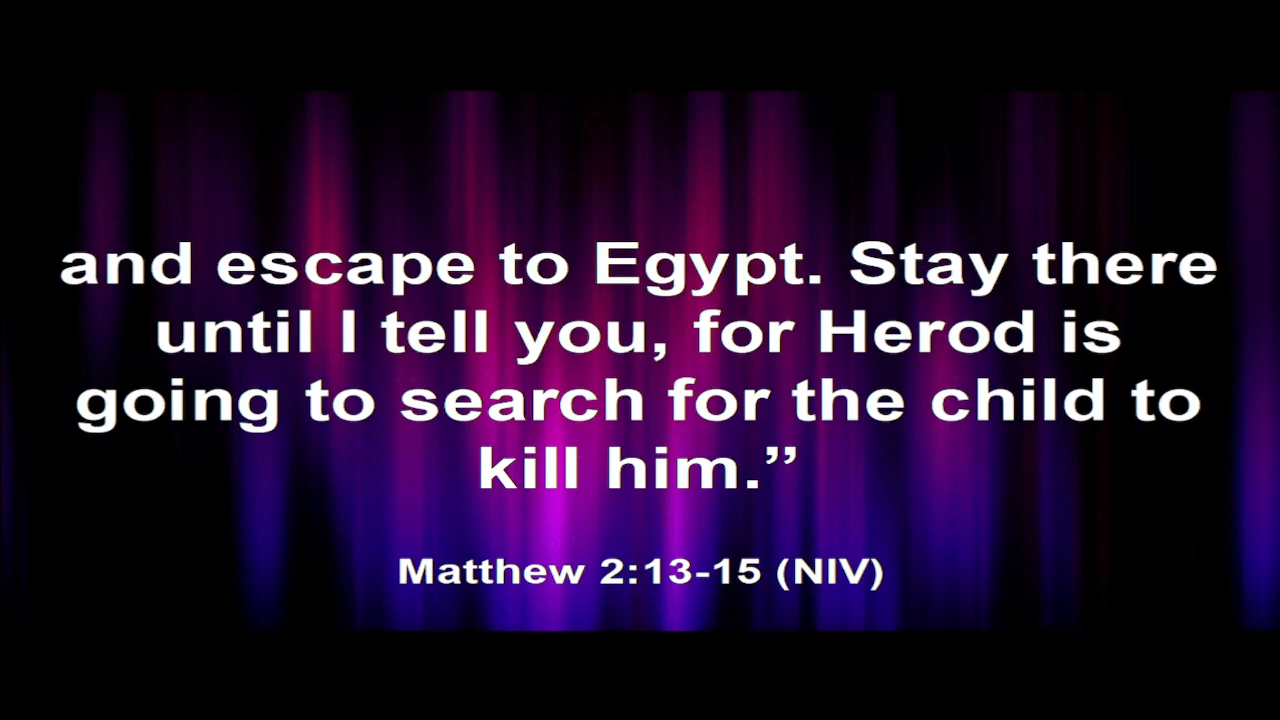 and escape to Egypt. Stay there
until I tell you, for Herod is
going to search for the child to
kill him.”
Matthew 2:13-15 (NIV)